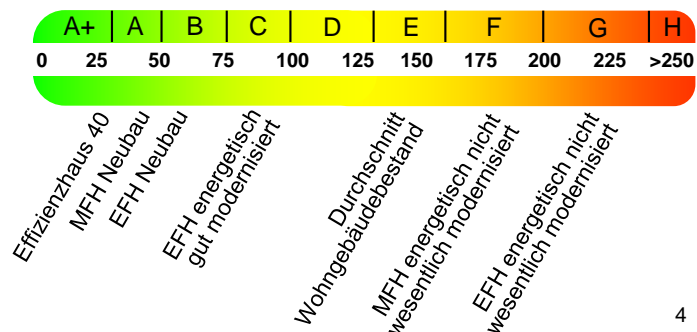 A+ A B C D E F G H
0 25 50 75 100 125 150 175 200 225 >250
Effizienzhaus 40
MFH Neubau
EFH Neubau
EFH energetisch
gut modernisiert
Durchschnitt
Wohngebäudebestand
MFH energetisch nicht
wesentlich modernisiert
EFH energetisch nicht
wesentlich modernisiert
4